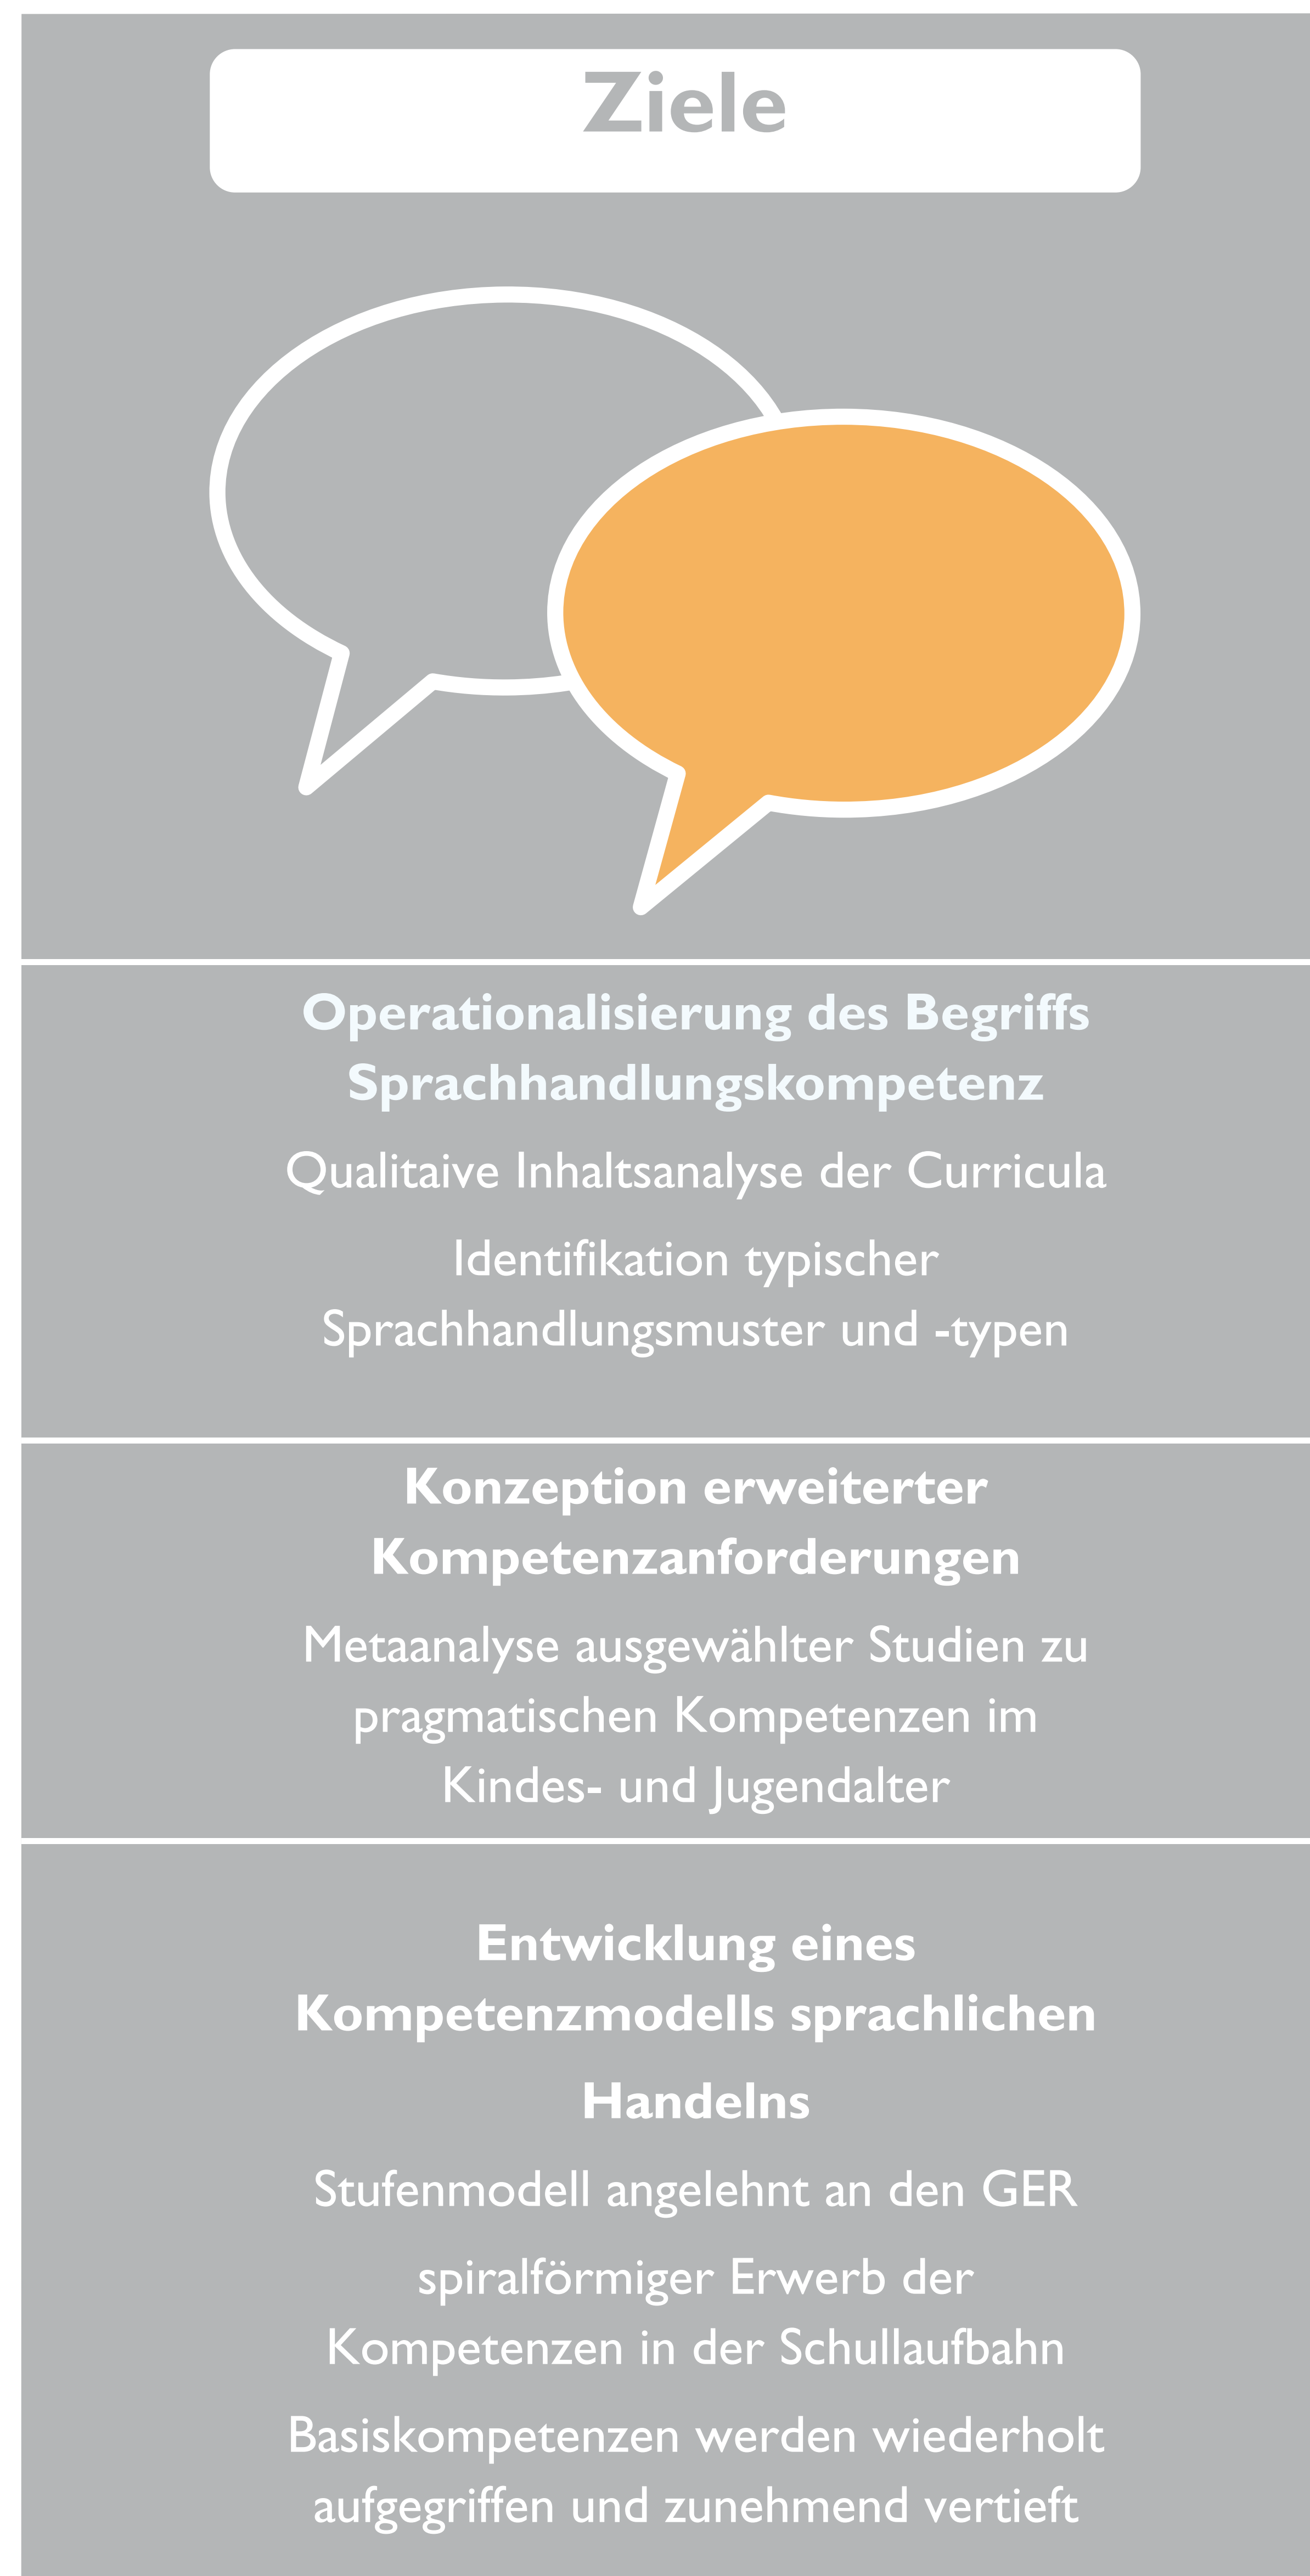 Ziele
Operationalisierung des Begriffs
Sprachhandlungskompetenz
Qualitaive Inhaltsanalyse der Curricula
Identifikation typischer
Sprachhandlungsmuster und -typen
Konzeption erweiterter
Kompetenzanforderungen
Metaanalyse ausgewählter Studien zu
pragmatischen Kompetenzen im
Kindes- und Jugendalter
Entwicklung eines
Kompetenzmodells sprachlichen
Handelns
Stufenmodell angelehnt an den GER
spiralförmiger Erwerb der
Kompetenzen in der Schullaufbahn
Basiskompetenzen werden wiederholt
aufgegriffen und zunehmend vertieft